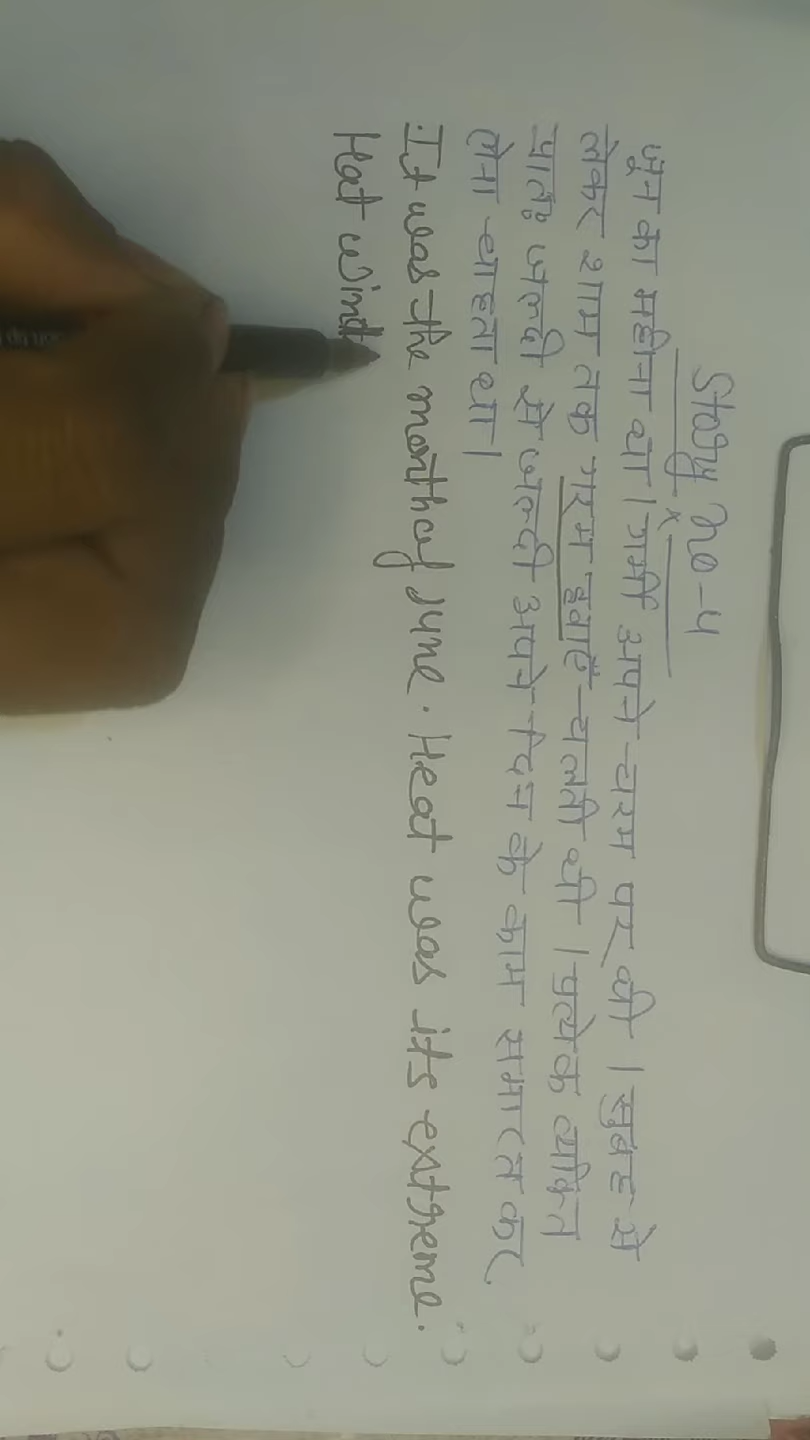 Story no-4
जून का महीना था। गर्मी अपने चरम पर थी। सुबह से
लेकर शाम तक गरम हवाएँ चलती थी। प्रत्येक व्यक्ति
प्रातः जल्दी से जल्दी अपने दिन के काम समाप्त कर
लेना चाहता था।
It was the month of June. Heat was its extreme.
Hat wind